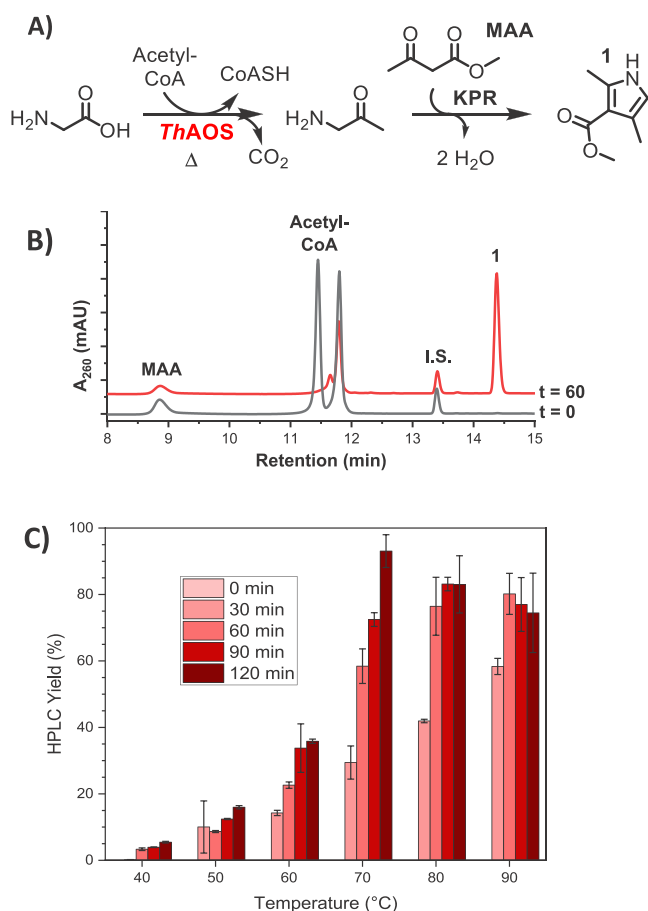 A)
Acetyl-
CoA
CoASH
MAA
1
H₂N
O
OH
ThAOS
Δ
CO₂
H₂N
O
O
O
O
KPR
2 H₂O
H
N
O
O
B)
Acetyl-
CoA
1
MAA
I.S.
t = 60
t = 0
A₂₆₀ (mAU)
8 9 10 11 12 13 14 15
Retention (min)
C)
100
80
60
40
20
0
HPLC Yield (%)
0 min
30 min
60 min
90 min
120 min
40 50 60 70 80 90
Temperature (°C)